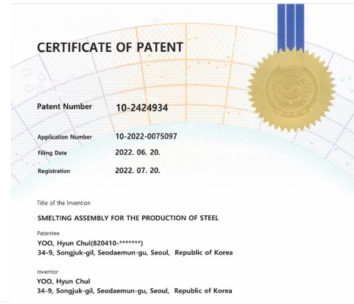 CERTIFICATE OF PATENT
Patent Number 10-2424934
Application Number 10-2022-0075097
Filing Date 2022. 06. 20.
Registration 2022. 07. 20.
Title of the Invention
SMELTING ASSEMBLY FOR THE PRODUCTION OF STEEL
Patentee
YOO, Hyun Chul(820410-*******)
34-9, Songjuk-gil, Seodaemun-gu, Seoul, Republic of Korea
Inventor
YOO, Hyun Chul
34-9, Songjuk-gil, Seodaemun-gu, Seoul, Republic of Korea